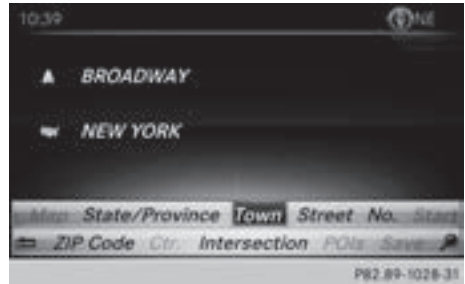 10:39 NE
BROADWAY
NEW YORK
Map State/Province Town Street No. Start
ZIP Code Ctr. Intersection POIs Save
P82.89-1028-31